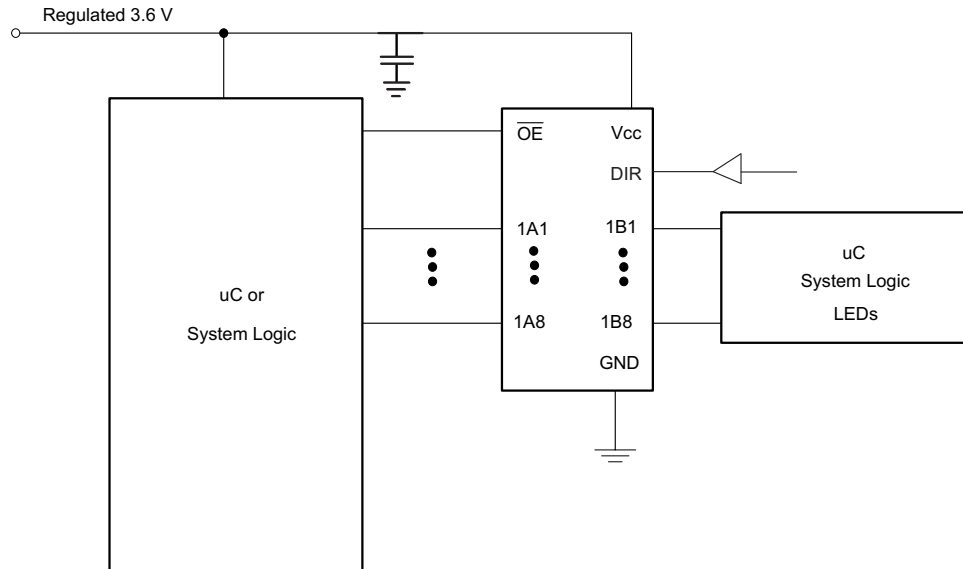 Regulated 3.6 V
OE
Vcc
DIR
1A1
1B1
1A8
1B8
GND
uC or
System Logic
uC
System Logic
LEDs